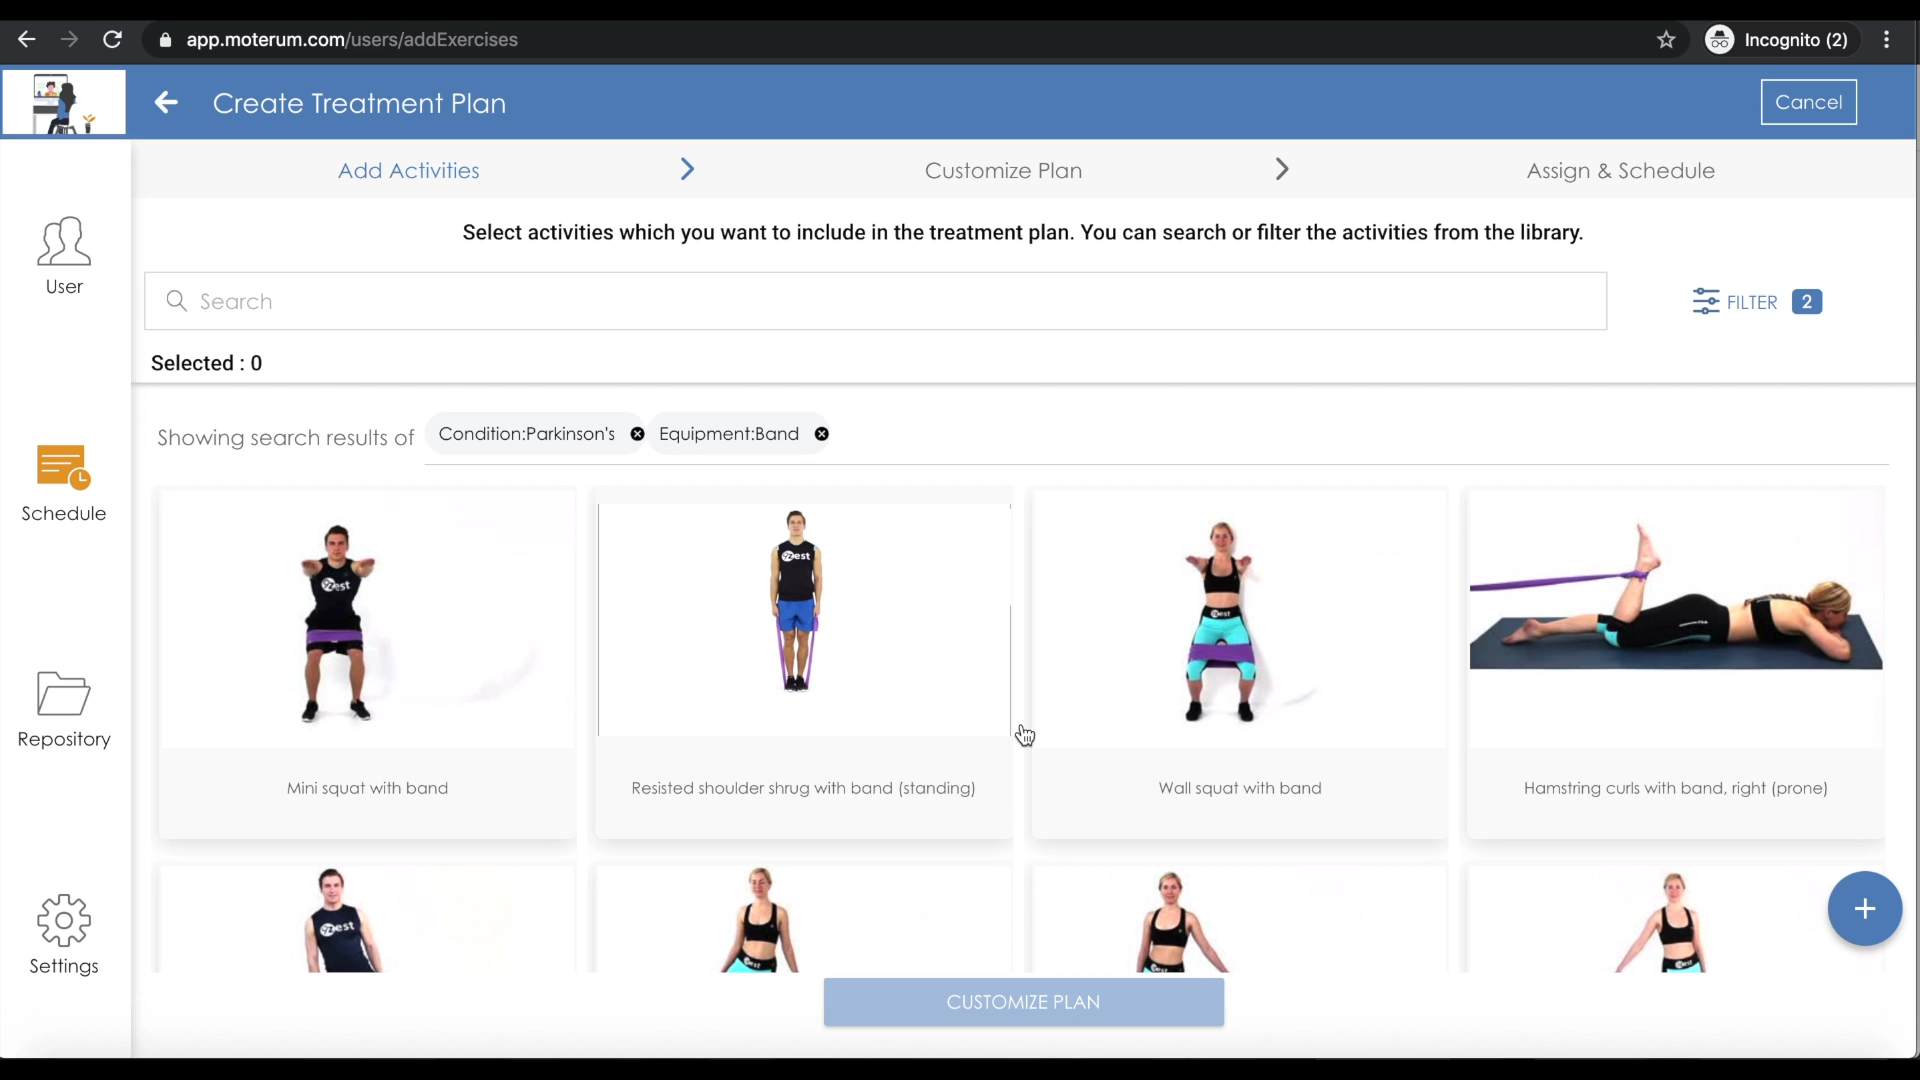 app.moterum.com/users/addExercises
Incognito (2)
Create Treatment Plan
Cancel
Add Activities
Customize Plan
Assign & Schedule
Select activities which you want to include in the treatment plan. You can search or filter the activities from the library.
Search
FILTER 2
Selected : 0
Showing search results of
Condition:Parkinson's
Equipment:Band
User
Schedule
Repository
Settings
Mini squat with band
Resisted shoulder shrug with band (standing)
Wall squat with band
Hamstring curls with band, right (prone)
CUSTOMIZE PLAN